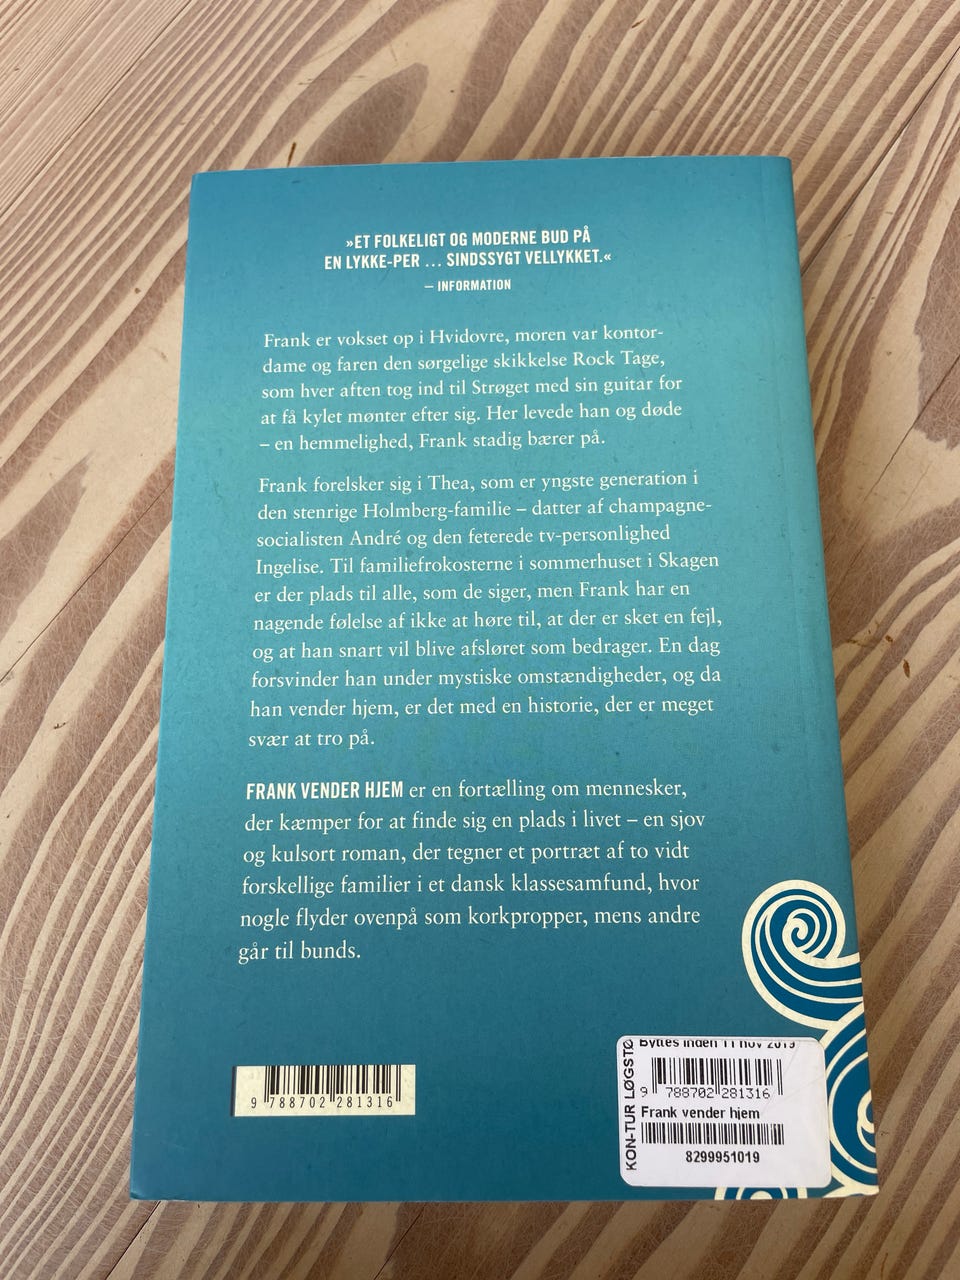 »ET FOLKELIGT OG MODERNE BUD PÅ
EN LYKKE-PER ... SINDSSYGT VELLYKKET.«
– INFORMATION
Frank er vokset op i Hvidovre, moren var kontor-
dame og faren den sørgelige skikkelse Rock Tage,
som hver aften tog ind til Strøget med sin guitar for
at få kylet mønter efter sig. Her levede han og døde
– en hemmelighed, Frank stadig bærer på.
Frank forelsker sig i Thea, som er yngste generation i
den stenrige Holmberg-familie – datter af champagne-
socialisten André og den feterede tv-personlighed
Ingelise. Til familiefrokosterne i sommerhuset i Skagen
er der plads til alle, som de siger, men Frank har en
nagende følelse af ikke at høre til, at der er sket en fejl,
og at han snart vil blive afsløret som bedrager. En dag
forsvinder han under mystiske omstændigheder, og da
han vender hjem, er det med en historie, der er meget
svær at tro på.
FRANK VENDER HJEM er en fortælling om mennesker,
der kæmper for at finde sig en plads i livet – en sjov
og kulsort roman, der tegner et portræt af to vidt
forskellige familier i et dansk klassesamfund, hvor
nogle flyder ovenpå som korkpropper, mens andre
går til bunds.
9 788702 281316
KON-TUR LØGSTØ
Byttes inden 11 nov 2019
9 788702 281316
Frank vender hjem
8299951019